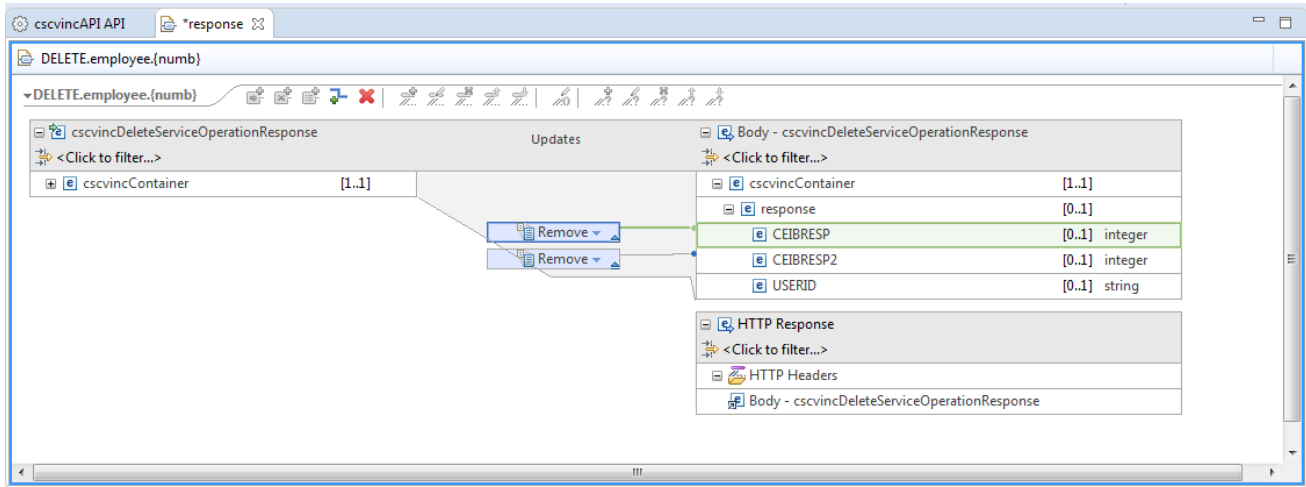 cscvincAPI API *response
DELETE.employee.{numb}
DELETE.employee.{numb}
cscvincDeleteServiceOperationResponse Updates Body - cscvincDeleteServiceOperationResponse
<Click to filter...> <Click to filter...>
cscvincContainer [1..1] cscvincContainer [1..1]
response [0..1]
Remove CEIBRESP [0..1] integer
Remove CEIBRESP2 [0..1] integer
USERID [0..1] string
HTTP Response
<Click to filter...>
HTTP Headers
Body - cscvincDeleteServiceOperationResponse